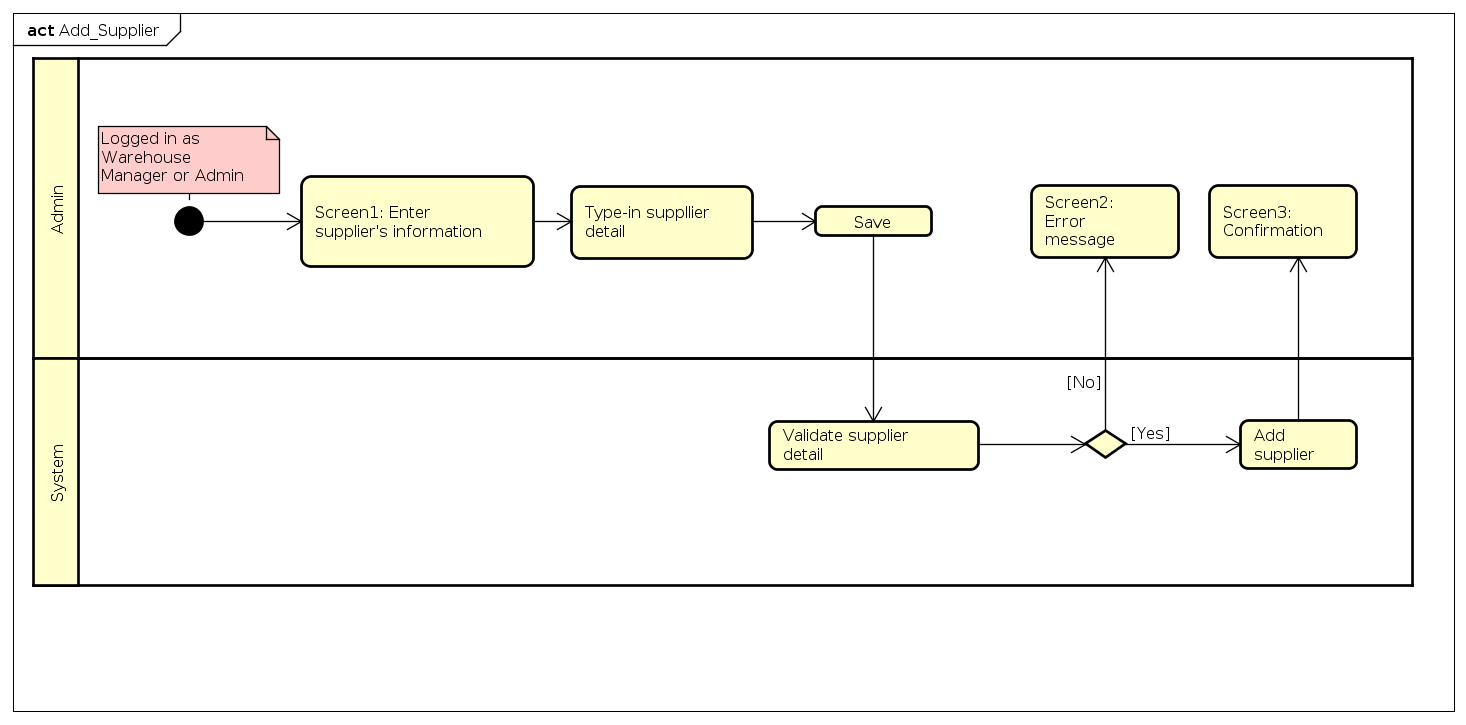 act Add_Supplier
Admin
Logged in as
Warehouse
Manager or Admin
Screen1: Enter
supplier's information
Type-in suppllier
detail
Save
Screen2:
Error
message
Screen3:
Confirmation
System
[No]
Validate supplier
detail
[Yes]
Add
supplier